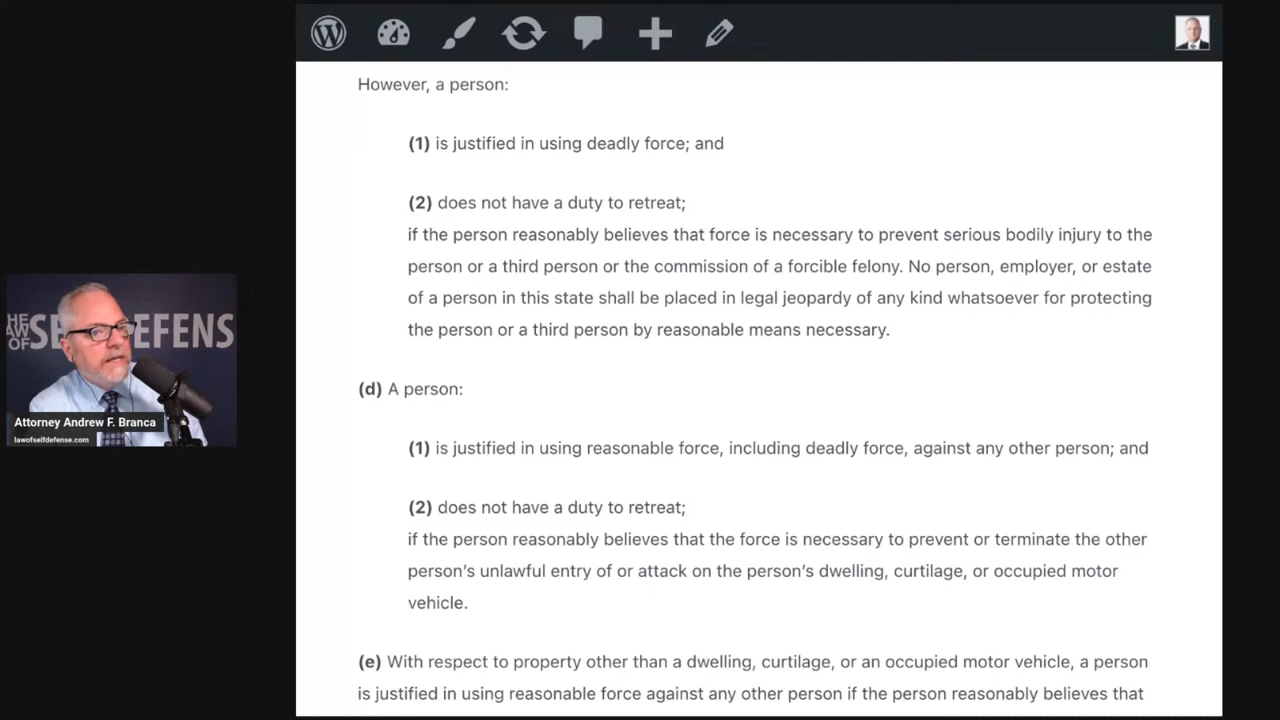 However, a person:
(1) is justified in using deadly force; and
(2) does not have a duty to retreat;
if the person reasonably believes that force is necessary to prevent serious bodily injury to the
person or a third person or the commission of a forcible felony. No person, employer, or estate
of a person in this state shall be placed in legal jeopardy of any kind whatsoever for protecting
the person or a third person by reasonable means necessary.
(d) A person:
(1) is justified in using reasonable force, including deadly force, against any other person; and
(2) does not have a duty to retreat;
if the person reasonably believes that the force is necessary to prevent or terminate the other
person's unlawful entry of or attack on the person's dwelling, curtilage, or occupied motor
vehicle.
(e) With respect to property other than a dwelling, curtilage, or an occupied motor vehicle, a person
is justified in using reasonable force against any other person if the person reasonably believes that
HE
AW
OF SE EFENS
Attorney Andrew F. Branca
lawofselfdefense.com